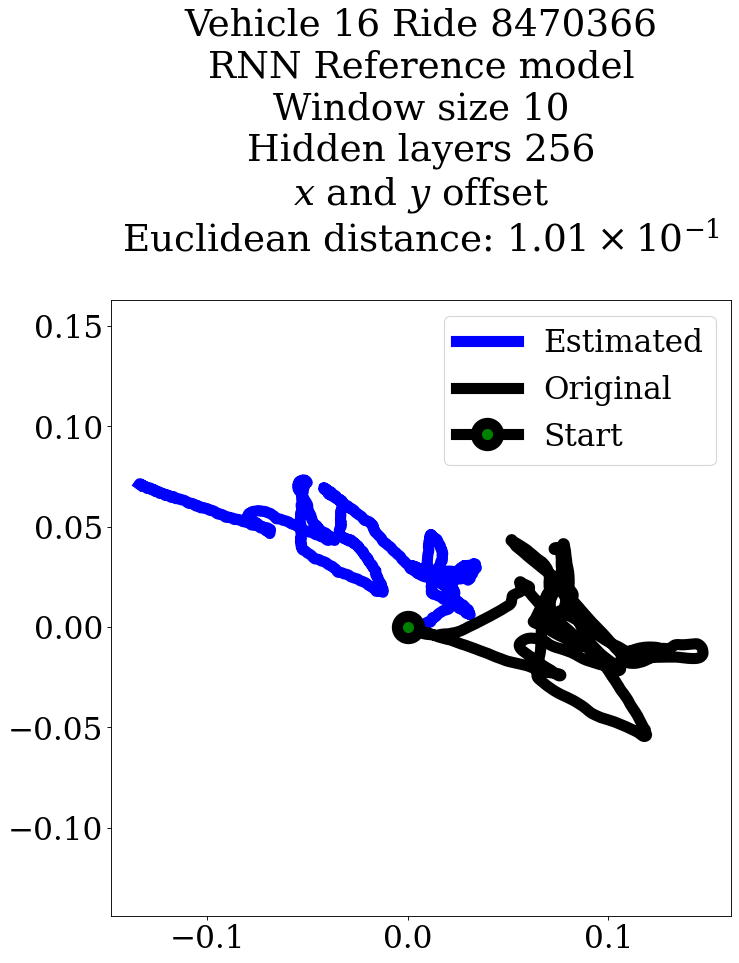 Vehicle 16 Ride 8470366
RNN Reference model
Window size 10
Hidden layers 256
x and y offset
Euclidean distance: 1.01 × 10⁻¹
Estimated
Original
Start
0.15
0.10
0.05
0.00
−0.05
−0.10
−0.1 0.0 0.1